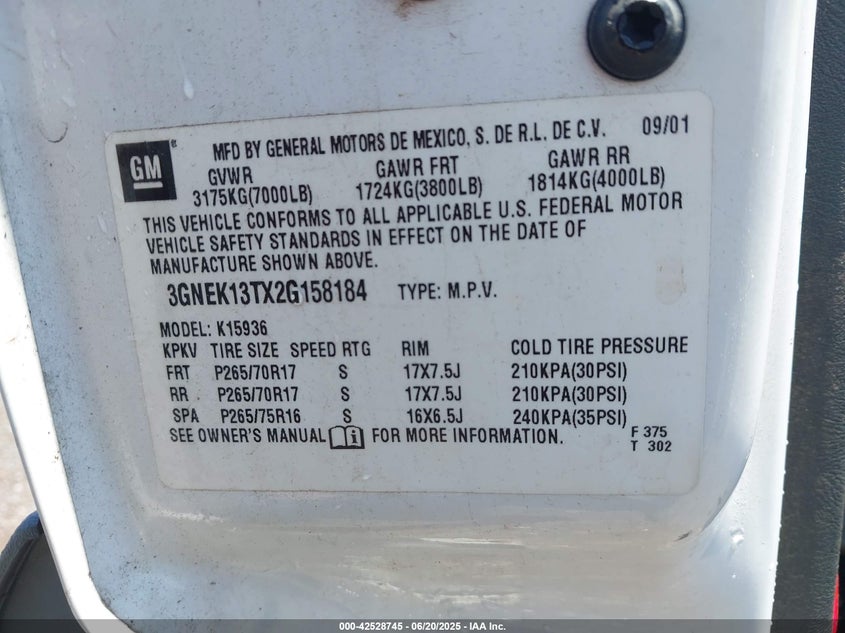 GM
MFD BY GENERAL MOTORS DE MEXICO, S. DE R.L. DE C.V. 09/01
GVWR GAWR FRT GAWR RR
3175KG(7000LB) 1724KG(3800LB) 1814KG(4000LB)
THIS VEHICLE CONFORMS TO ALL APPLICABLE U.S. FEDERAL MOTOR
VEHICLE SAFETY STANDARDS IN EFFECT ON THE DATE OF
MANUFACTURE SHOWN ABOVE.
3GNEK13TX2G158184 TYPE: M.P.V.
MODEL: K15936
KPKV TIRE SIZE SPEED RTG RIM COLD TIRE PRESSURE
FRT P265/70R17 S 17X7.5J 210KPA(30PSI)
RR P265/70R17 S 17X7.5J 210KPA(30PSI)
SPA P265/75R16 S 16X6.5J 240KPA(35PSI)
SEE OWNER'S MANUAL FOR MORE INFORMATION.
F 375
T 302
000-42528745 - 06/20/2025 - IAA Inc.